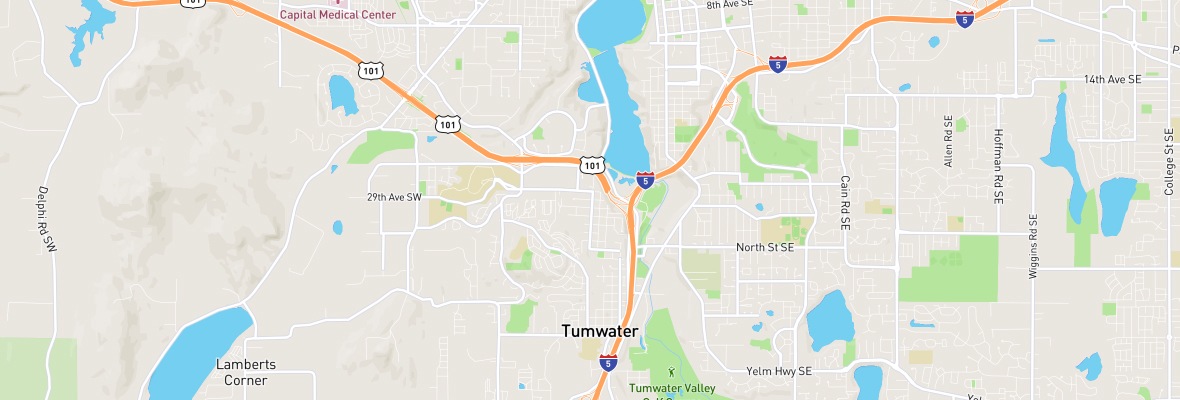 101
8th Ave SE
5
Capital Medical Center
5
101
14th Ave SE
101
Allen Rd SE
Hoffman Rd SE
College St SE
101
5
Cain Rd SE
29th Ave SW
Delphi Rd SW
Wiggins Rd SE
North St SE
Tumwater
5
Lamberts
Corner
Yelm Hwy SE
Tumwater Valley